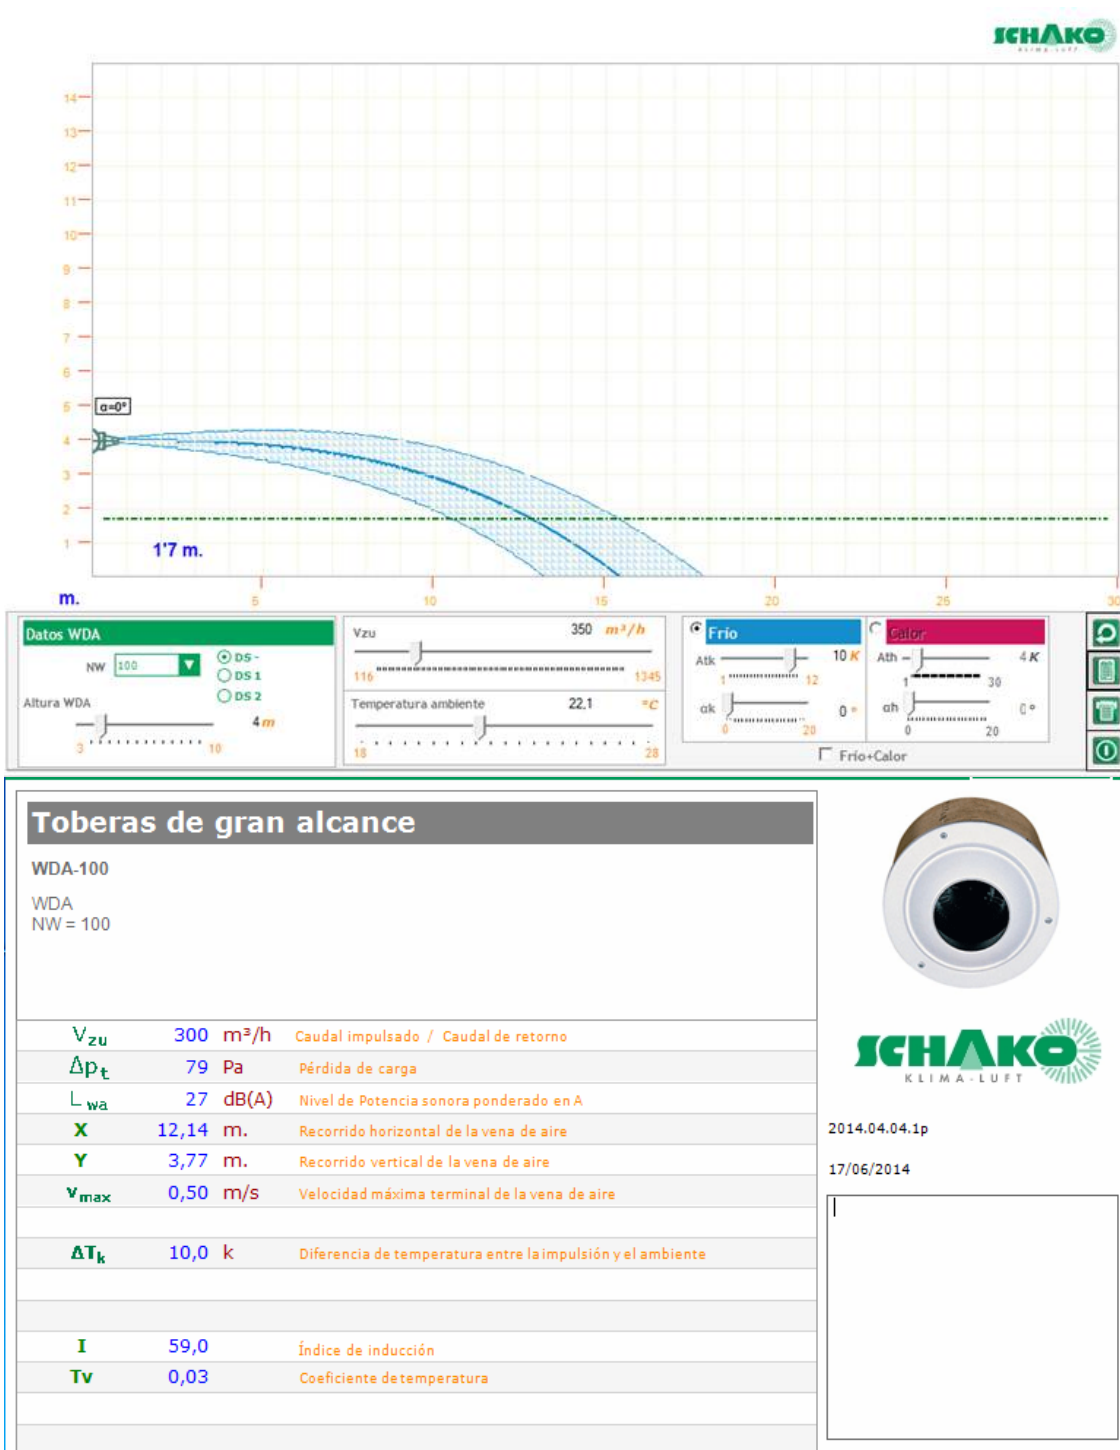 SCHAKO
KLIMA-LUFT
14
13
12
11
10
9
8
7
6
5
α=0°
4
3
2
1
1'7 m.
m.
5
10
15
20
25
30
Datos WDA
NW 100
DS -
DS 1
DS 2
Altura WDA
4 m
3
10
Vzu
350 m³/h
116
1345
Temperatura ambiente
22,1 °C
18
28
Frío
Atk
10 K
1
12
αk
0 °
0
20
Calor
Ath
4 K
1
30
αh
0 °
0
20
Frío+Calor
Toberas de gran alcance
WDA-100
WDA
NW = 100
Vzu 300 m³/h Caudal impulsado / Caudal de retorno
Δpt 79 Pa Pérdida de carga
Lwa 27 dB(A) Nivel de Potencia sonora ponderado en A
X 12,14 m. Recorrido horizontal de la vena de aire
Y 3,77 m. Recorrido vertical de la vena de aire
vmax 0,50 m/s Velocidad máxima terminal de la vena de aire
ΔTk 10,0 k Diferencia de temperatura entre la impulsión y el ambiente
I 59,0 Índice de inducción
Tv 0,03 Coeficiente de temperatura
SCHAKO
KLIMA-LUFT
2014.04.04.1p
17/06/2014